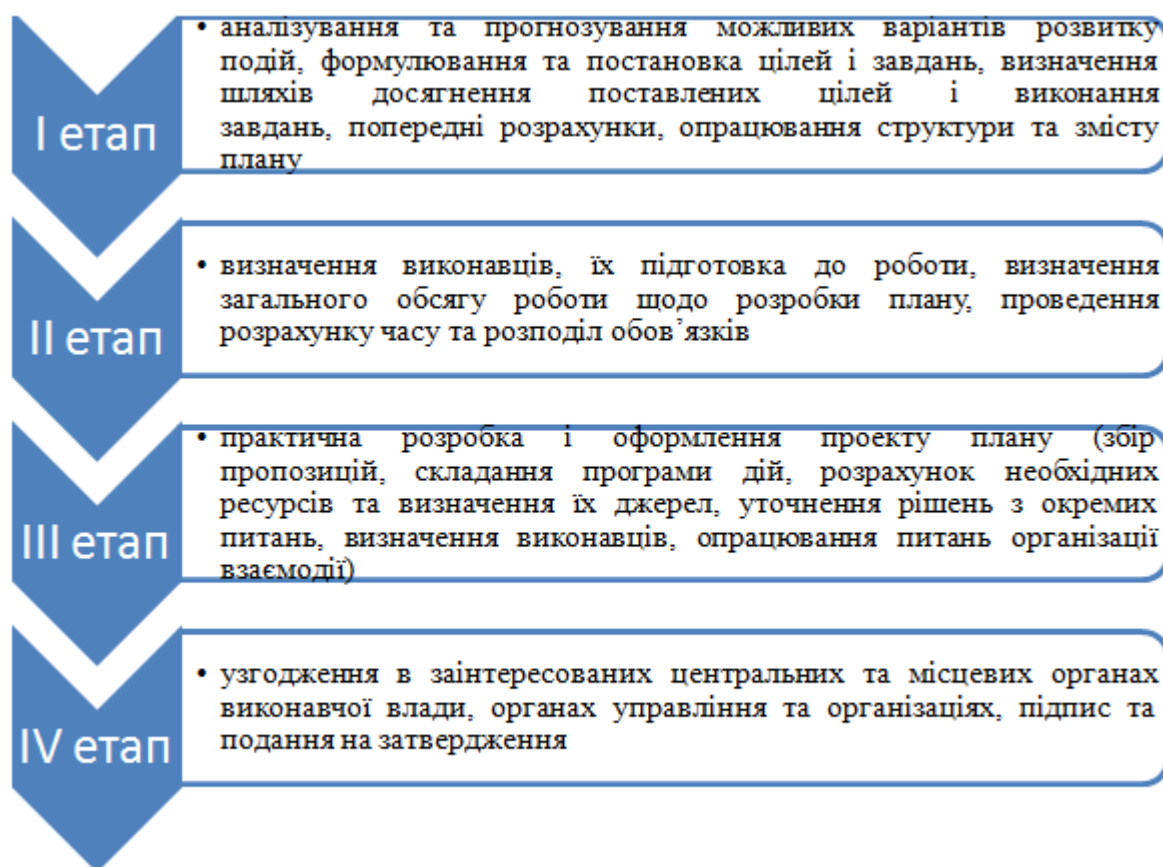 І етап
• аналізування та прогнозування можливих варіантів розвитку
подій, формулювання та постановка цілей і завдань, визначення
шляхів досягнення поставлених цілей і виконання
завдань, попередні розрахунки, опрацювання структури та змісту
плану
ІІ етап
• визначення виконавців, їх підготовка до роботи, визначення
загального обсягу роботи щодо розробки плану, проведення
розрахунку часу та розподіл обов’язків
ІІІ етап
• практична розробка і оформлення проекту плану (збір
пропозицій, складання програми дій, розрахунок необхідних
ресурсів та визначення їх джерел, уточнення рішень з окремих
питань, визначення виконавців, опрацювання питань організації
взаємодії)
IV етап
• узгодження в заінтересованих центральних та місцевих органах
виконавчої влади, органах управління та організаціях, підпис та
подання на затвердження